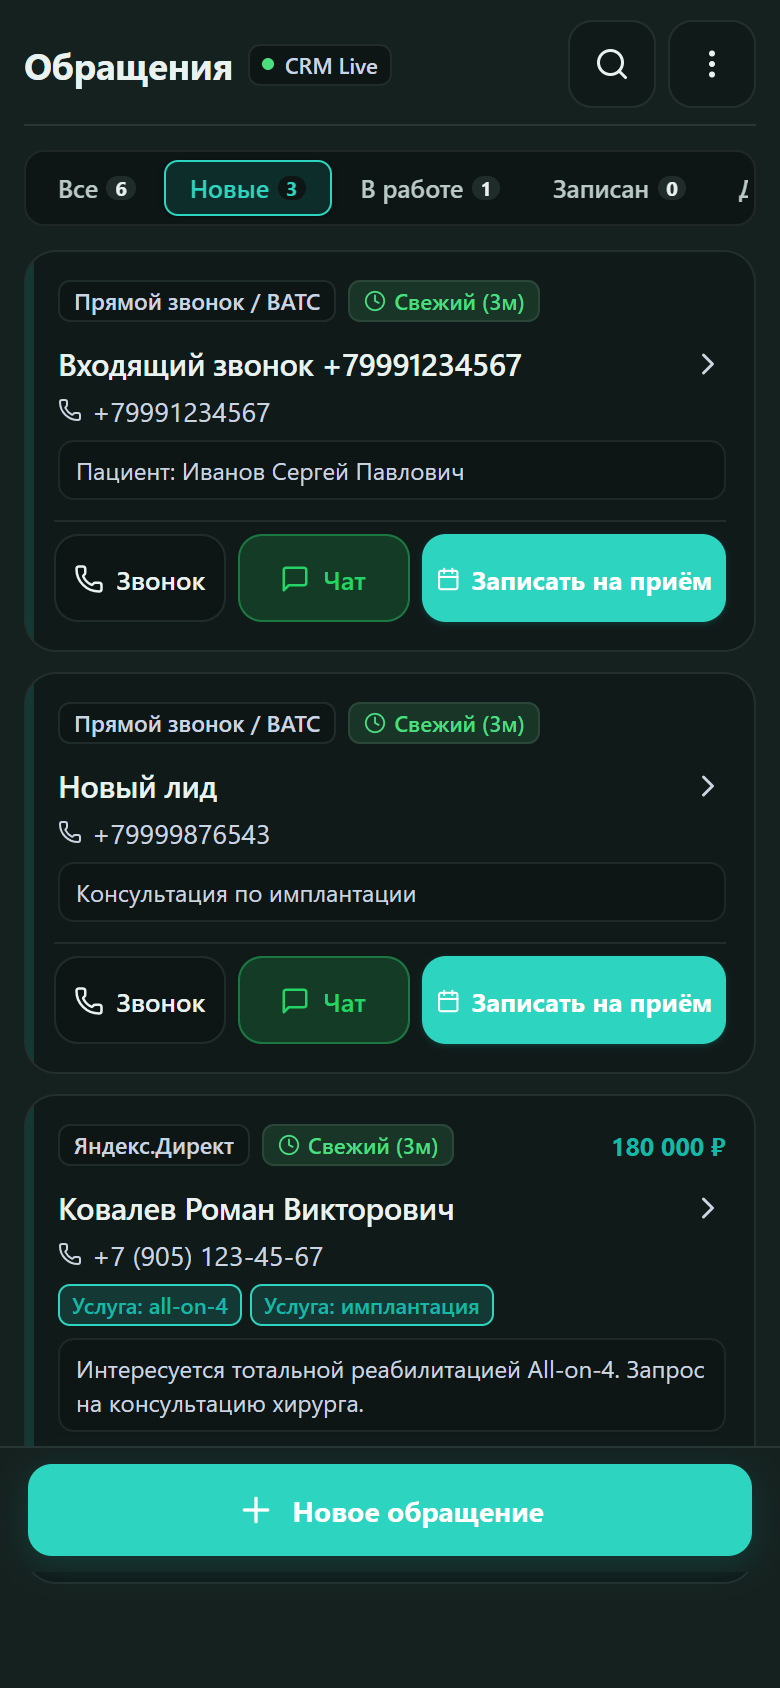 Обращения
CRM Live
Все 6
Новые 3
В работе 1
Записан 0
Прямой звонок / ВАТС
Свежий (3м)
Входящий звонок +79991234567
+79991234567
Пациент: Иванов Сергей Павлович
Звонок
Чат
Записать на приём
Прямой звонок / ВАТС
Свежий (3м)
Новый лид
+79999876543
Консультация по имплантации
Звонок
Чат
Записать на приём
Яндекс.Директ
Свежий (3м)
180 000 ₽
Ковалев Роман Викторович
+7 (905) 123-45-67
Услуга: all-on-4
Услуга: имплантация
Интересуется тотальной реабилитацией All-on-4. Запрос
на консультацию хирурга.
Новое обращение